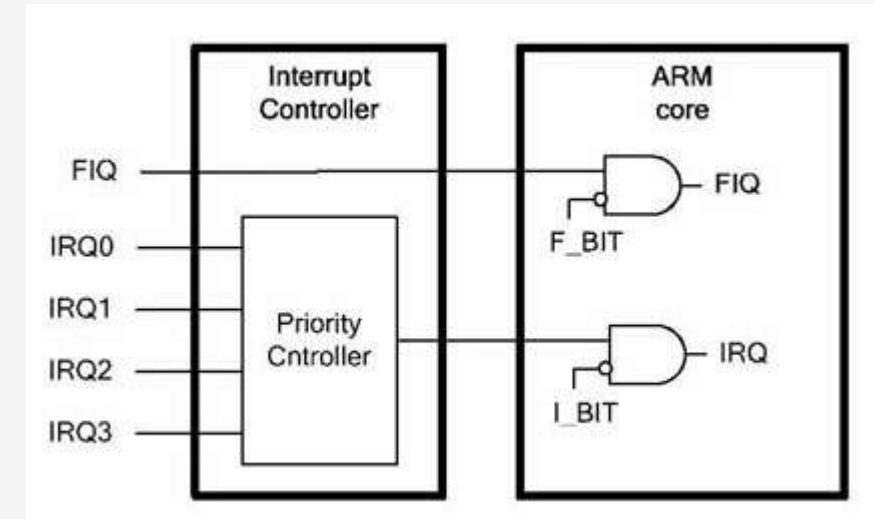 Interrupt
Controller
ARM
core
FIQ
FIQ
F_BIT
IRQ0
IRQ1
Priority
Cntroller
IRQ
IRQ2
I_BIT
IRQ3